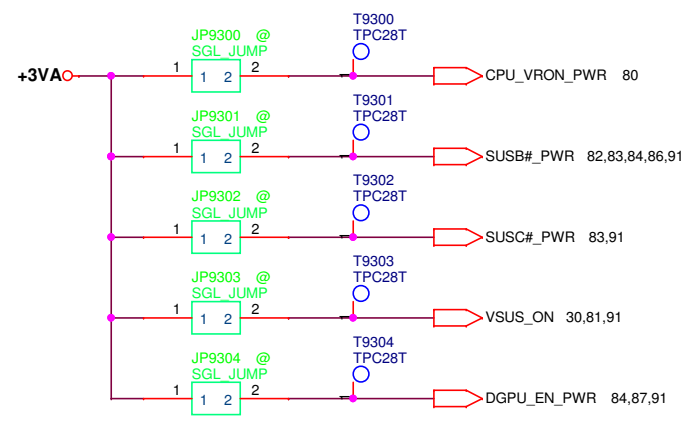 T9300
JP9300 @ TPC28T
SGL_JUMP
+3VA 1 1 2 2 CPU_VRON_PWR 80
T9301
JP9301 @ TPC28T
SGL_JUMP
1 1 2 2 SUSB#_PWR 82,83,84,86,91
T9302
JP9302 @ TPC28T
SGL_JUMP
1 1 2 2 SUSC#_PWR 83,91
T9303
JP9303 @ TPC28T
SGL_JUMP
1 1 2 2 VSUS_ON 30,81,91
T9304
JP9304 @ TPC28T
SGL_JUMP
1 1 2 2 DGPU_EN_PWR 84,87,91